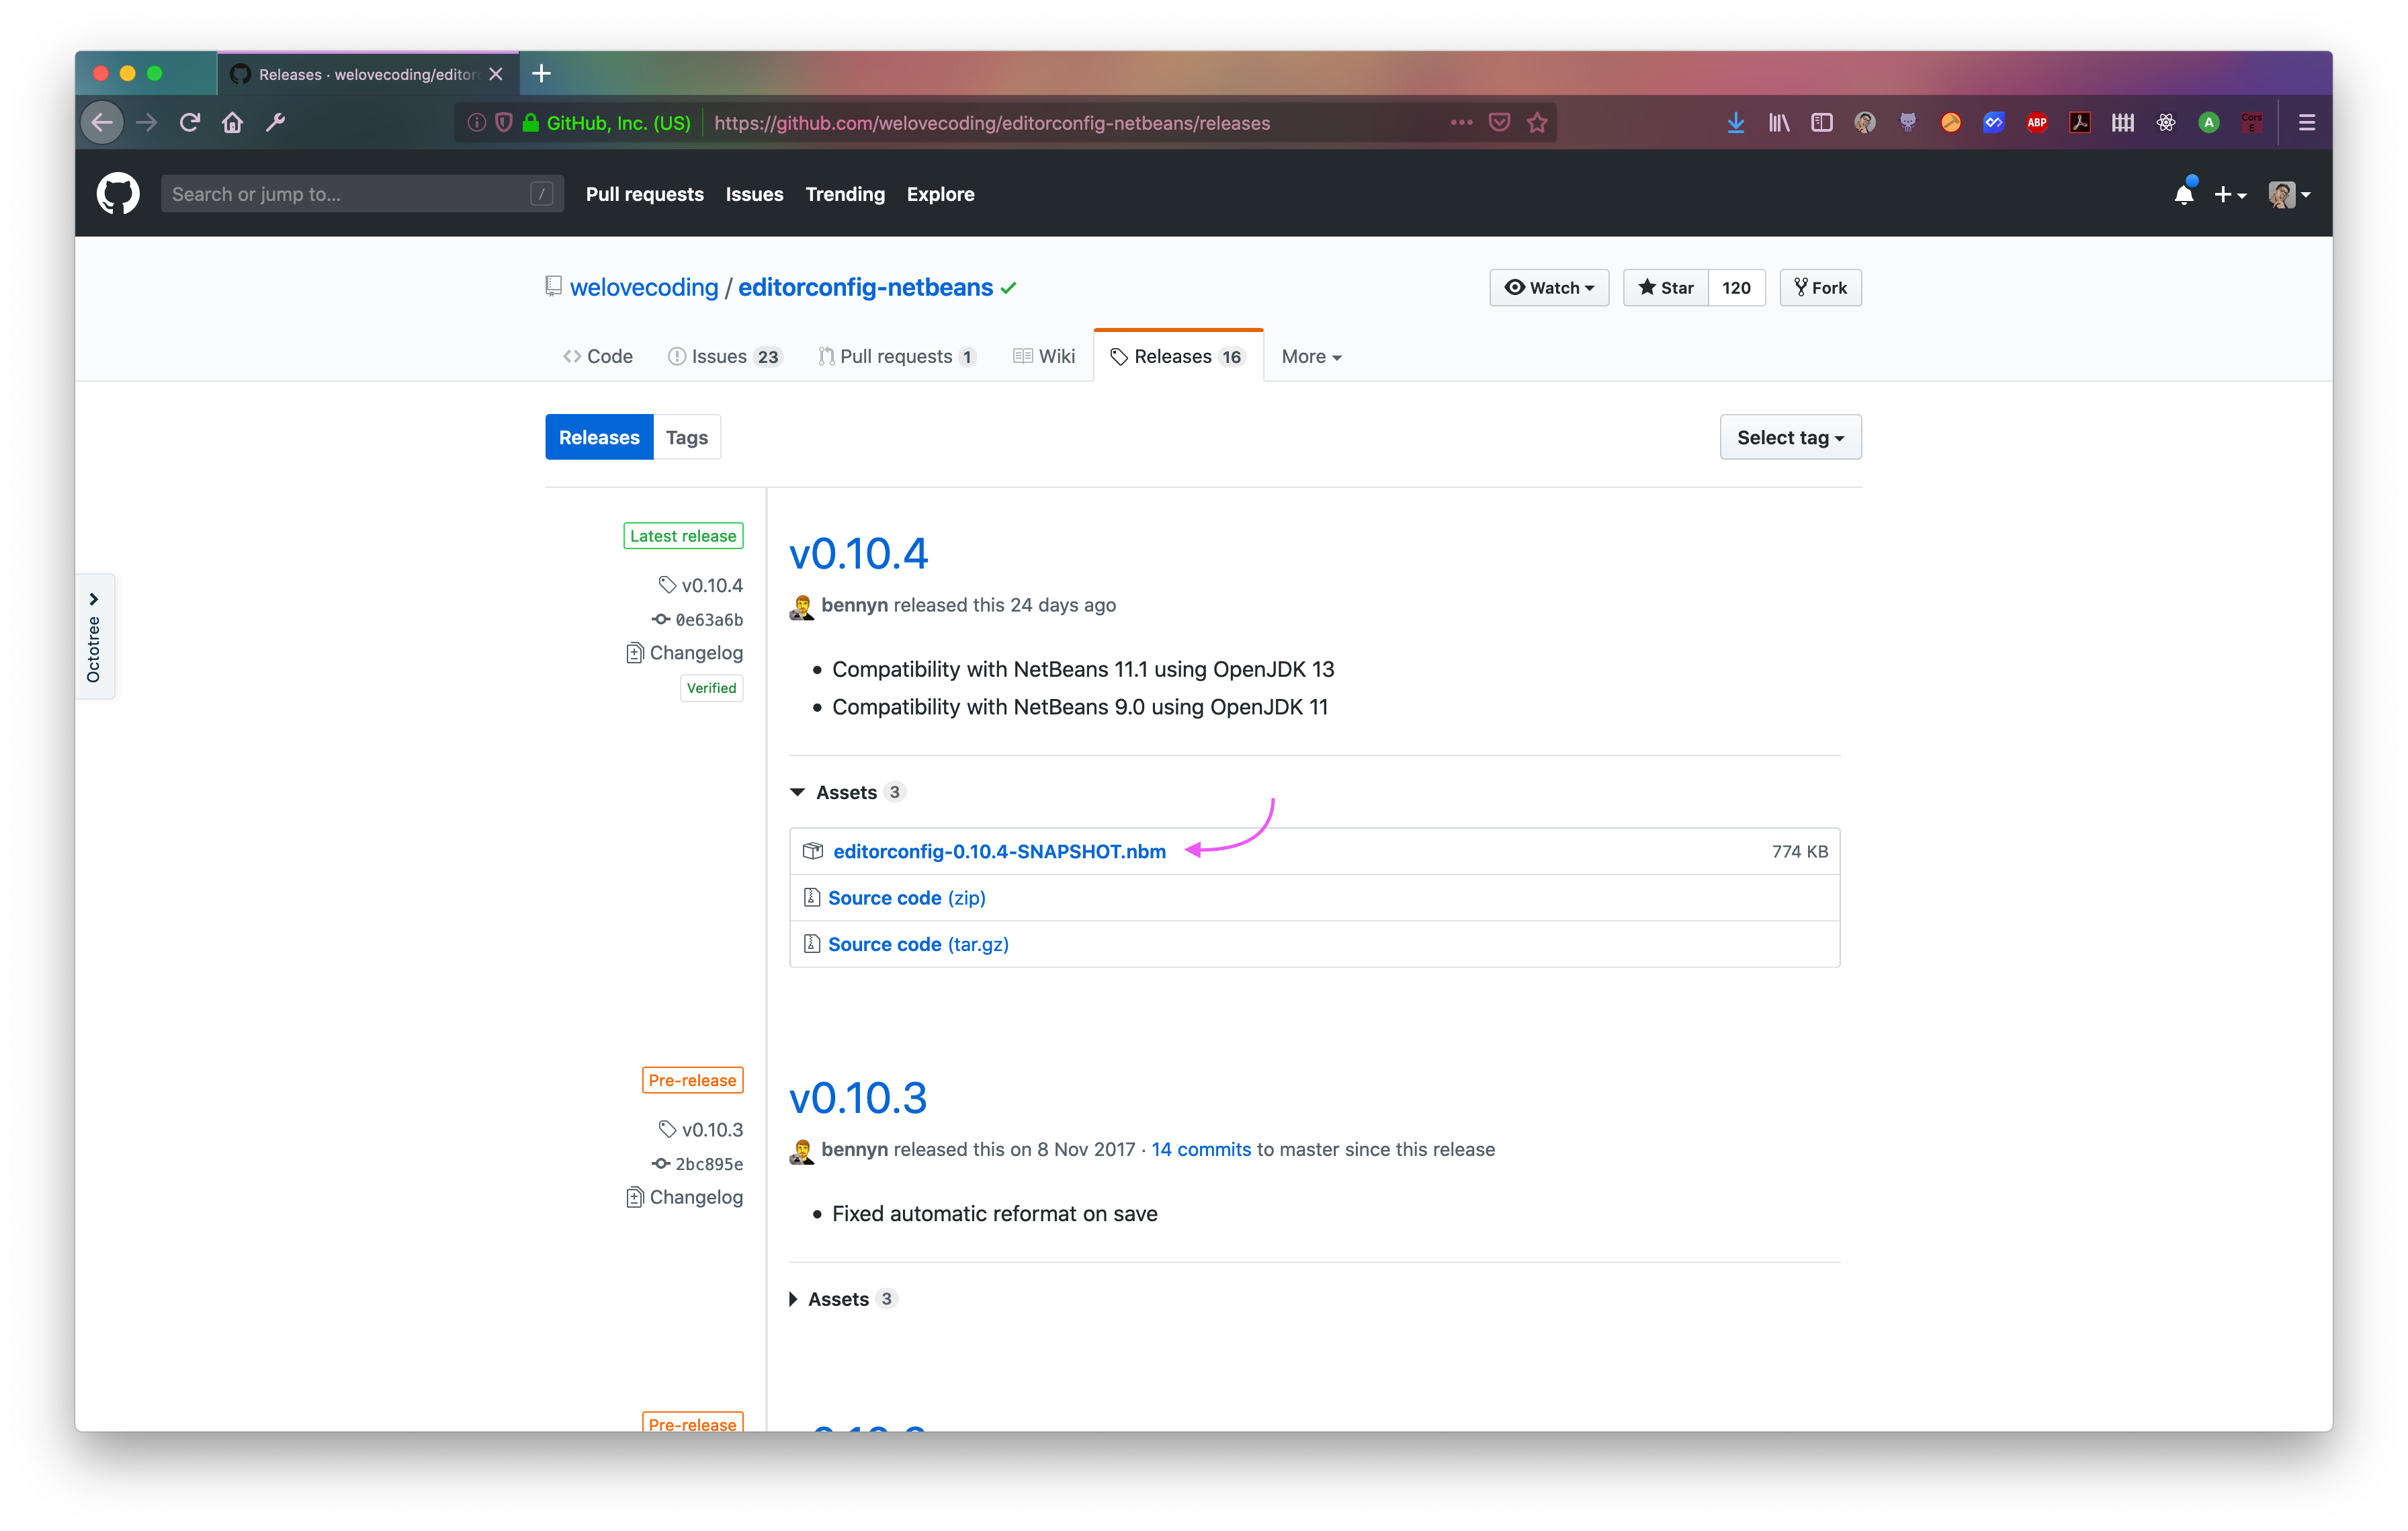 Releases · welovecoding/editor
GitHub, Inc. (US) https://github.com/welovecoding/editorconfig-netbeans/releases
ABP
A
Cors
E
Search or jump to... /
Pull requests Issues Trending Explore
welovecoding / editorconfig-netbeans
Watch Star 120 Fork
Code Issues 23 Pull requests 1 Wiki Releases 16 More
Releases Tags Select tag
Octotree
Latest release
v0.10.4
0e63a6b
Changelog
Verified
v0.10.4
bennyn released this 24 days ago
Compatibility with NetBeans 11.1 using OpenJDK 13
Compatibility with NetBeans 9.0 using OpenJDK 11
Assets 3
editorconfig-0.10.4-SNAPSHOT.nbm 774 KB
Source code (zip)
Source code (tar.gz)
Pre-release
v0.10.3
2bc895e
Changelog
v0.10.3
bennyn released this on 8 Nov 2017 · 14 commits to master since this release
Fixed automatic reformat on save
Assets 3
Pre-release